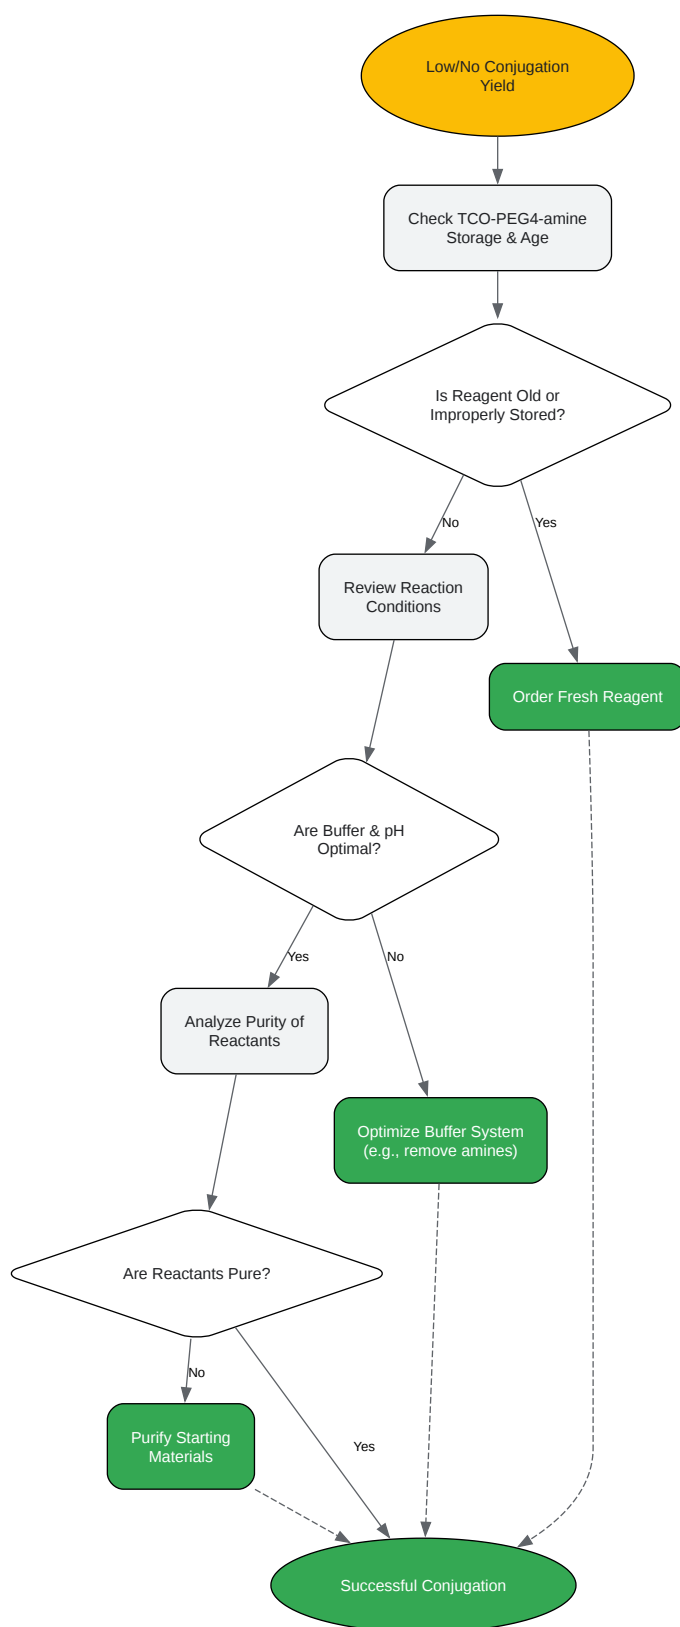 Low/No Conjugation
Yield
Check TCO-PEG4-amine
Storage & Age
Is Reagent Old or
Improperly Stored?
No
Yes
Review Reaction
Conditions
Order Fresh Reagent
Are Buffer & pH
Optimal?
Yes
No
Analyze Purity of
Reactants
Optimize Buffer System
(e.g., remove amines)
Are Reactants Pure?
No
Yes
Purify Starting
Materials
Successful Conjugation